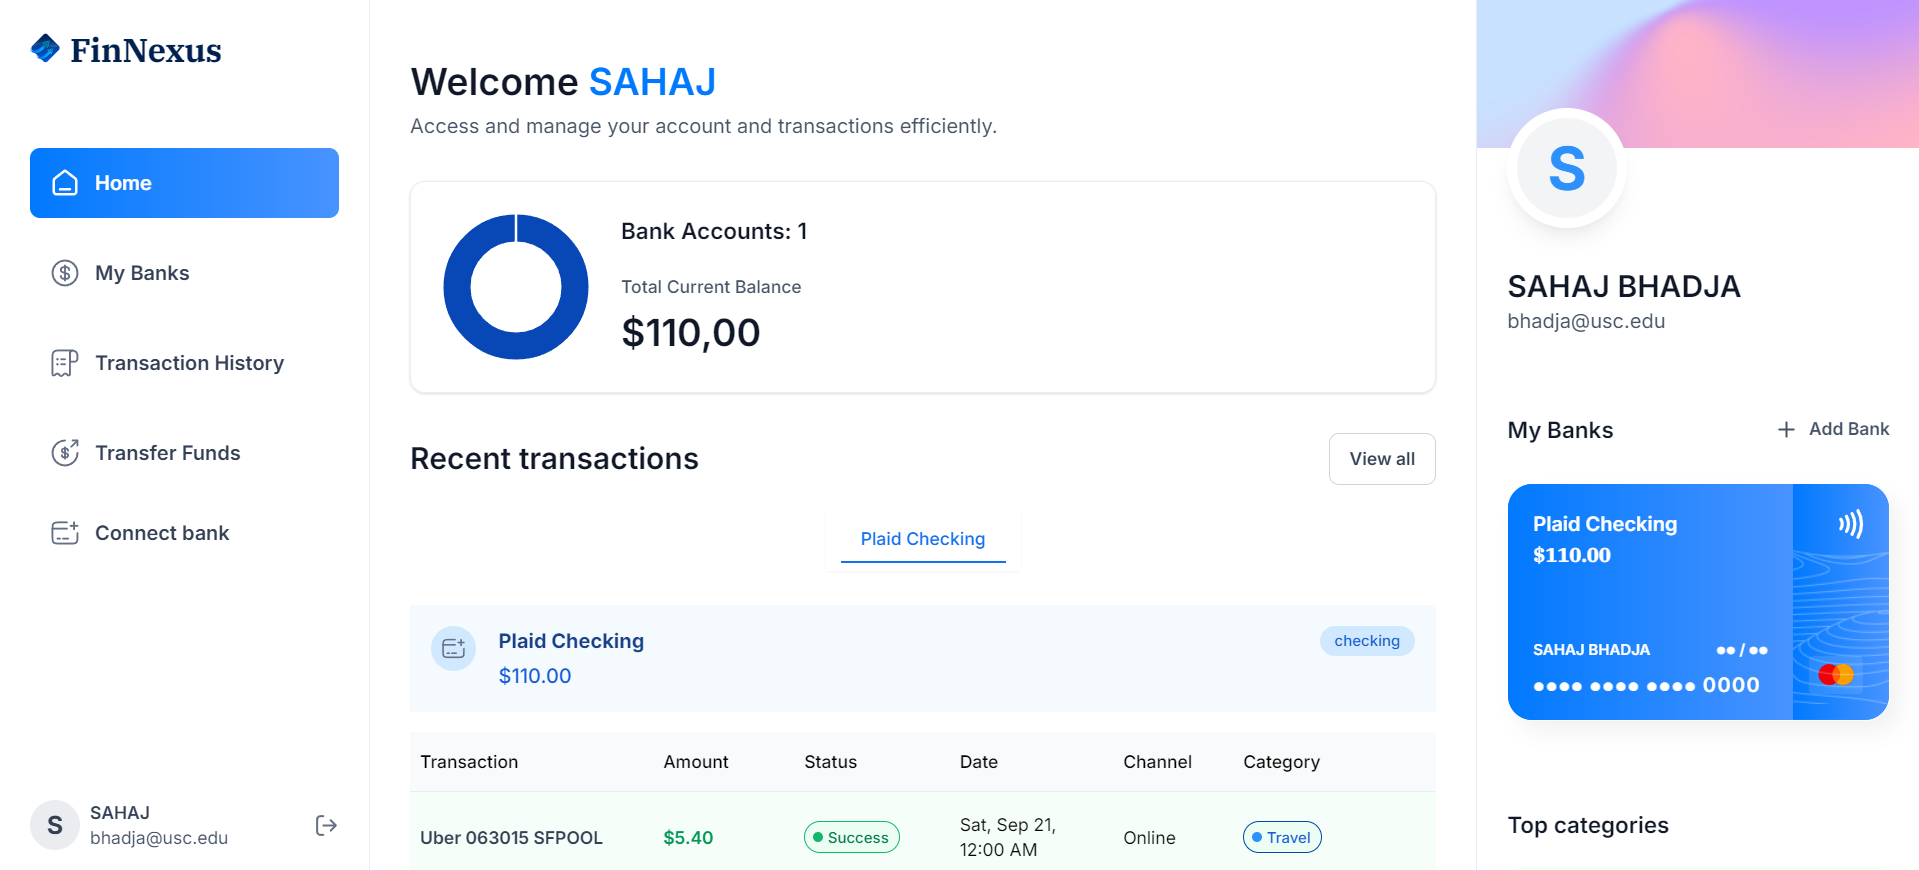 FinNexus
Home
My Banks
Transaction History
Transfer Funds
Connect bank
S
SAHAJ
bhadja@usc.edu
Welcome SAHAJ
Access and manage your account and transactions efficiently.
Bank Accounts: 1
Total Current Balance
$110,00
Recent transactions
View all
Plaid Checking
Plaid Checking
$110.00
checking
Transaction Amount Status Date Channel Category
Uber 063015 SFPOOL $5.40 Success Sat, Sep 21, 12:00 AM Online Travel
S
SAHAJ BHADJA
bhadja@usc.edu
My Banks
+ Add Bank
Plaid Checking
$110.00
SAHAJ BHADJA ●● / ●●
●●●● ●●●● ●●●● 0000
Top categories